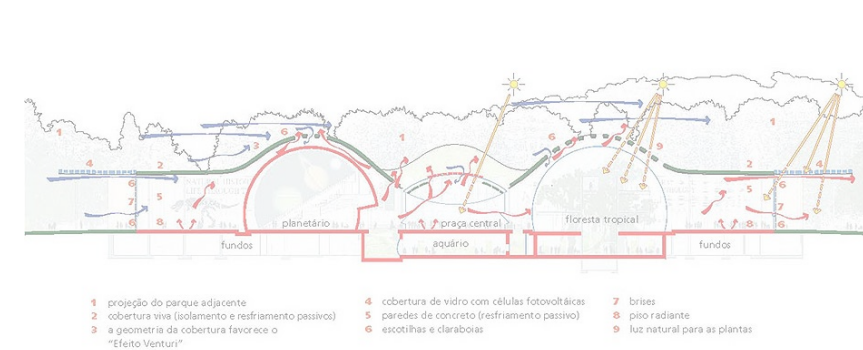 1
6
3
1
6
1
9
4
2
2
4
6
5
6
7
5
7
6
8
8
6
planetário
praça central
floresta tropical
fundos
aquário
fundos
1 projeção do parque adjacente
2 cobertura viva (isolamento e resfriamento passivos)
3 a geometria da cobertura favorece o
"Efeito Venturi"
4 cobertura de vidro com células fotovoltáicas
5 paredes de concreto (resfriamento passivo)
6 escotilhas e claraboias
7 brises
8 piso radiante
9 luz natural para as plantas